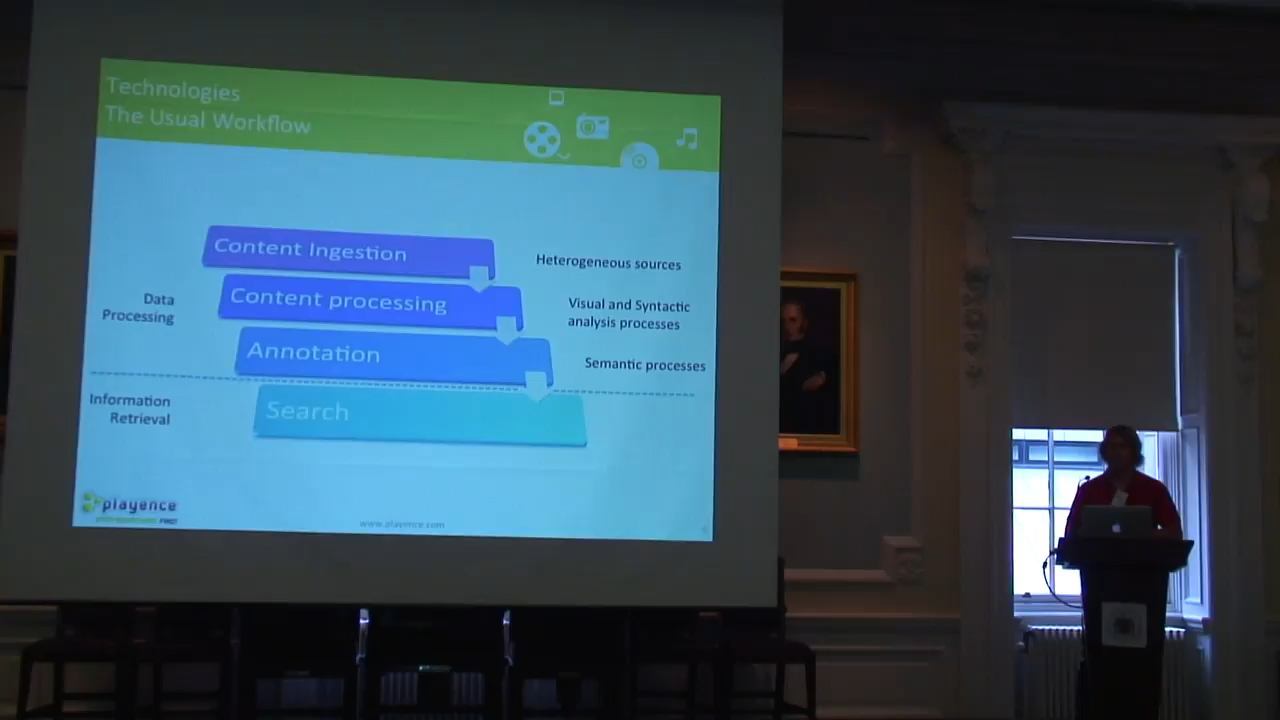 Technologies
The Usual Workflow
Content Ingestion
Heterogeneous sources
Data
Processing
Content processing
Visual and Syntactic
analysis processes
Annotation
Semantic processes
Information
Retrieval
Search
playence
www.playence.com